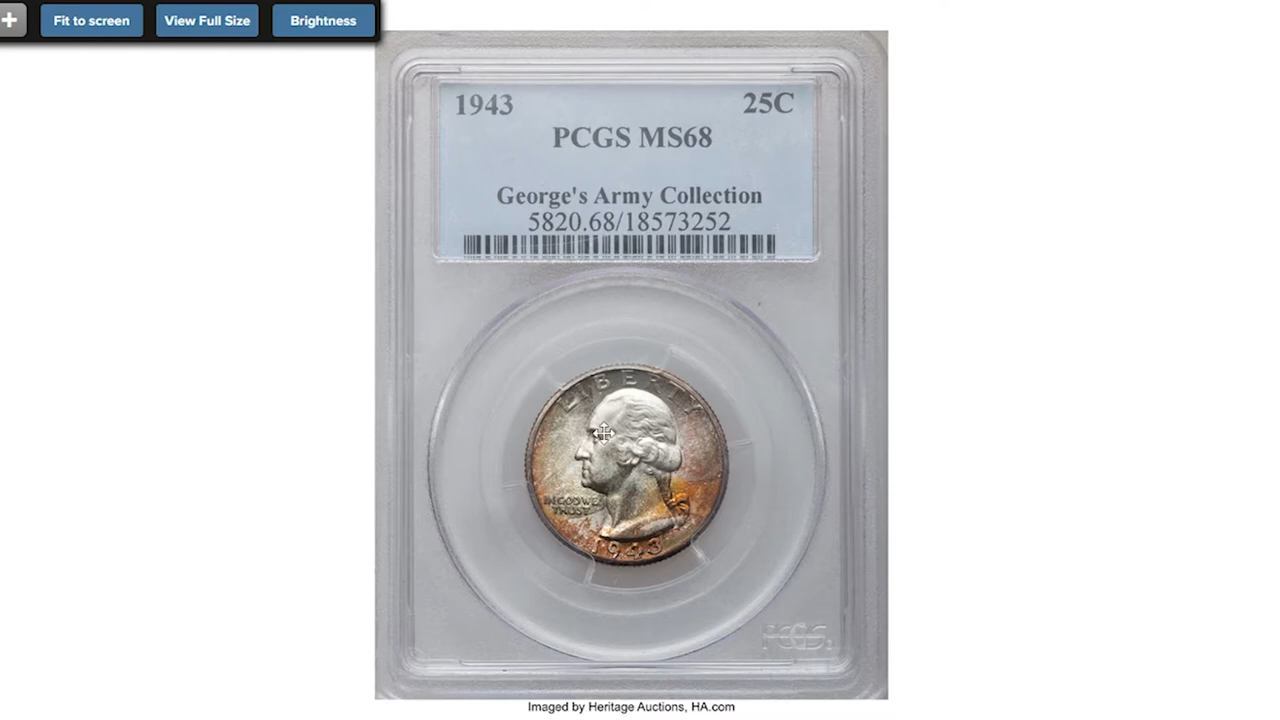 Fit to screen
View Full Size
Brightness
1943 25C
PCGS MS68
George's Army Collection
5820.68/18573252
LIBERTY
IN GOD WE
TRUST
1943
PCGS
Imaged by Heritage Auctions, HA.com